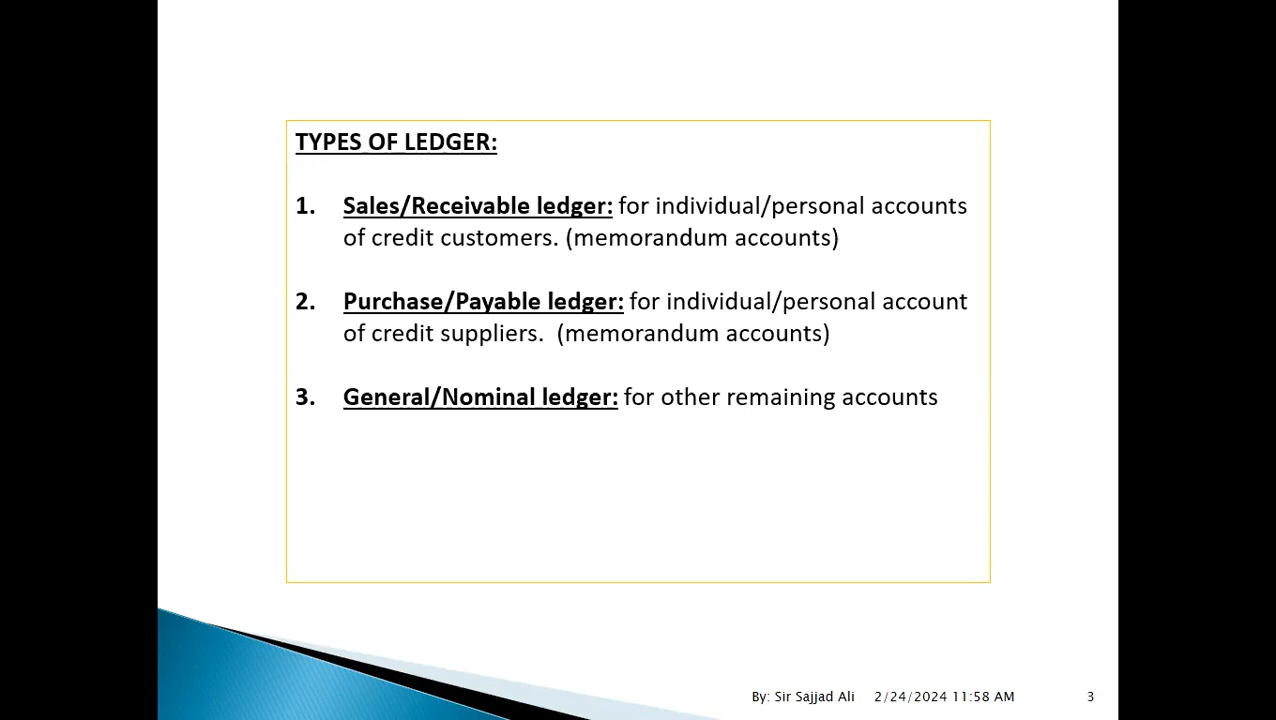 TYPES OF LEDGER:
1. Sales/Receivable ledger: for individual/personal accounts
of credit customers. (memorandum accounts)
2. Purchase/Payable ledger: for individual/personal account
of credit suppliers.  (memorandum accounts)
3. General/Nominal ledger: for other remaining accounts
By: Sir Sajjad Ali 2/24/2024 11:58 AM 3